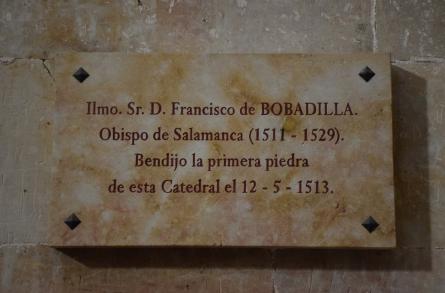 Ilmo. Sr. D. Francisco de BOBADILLA.
Obispo de Salamanca (1511 - 1529).
Bendijo la primera piedra
de esta Catedral el 12 - 5 - 1513.